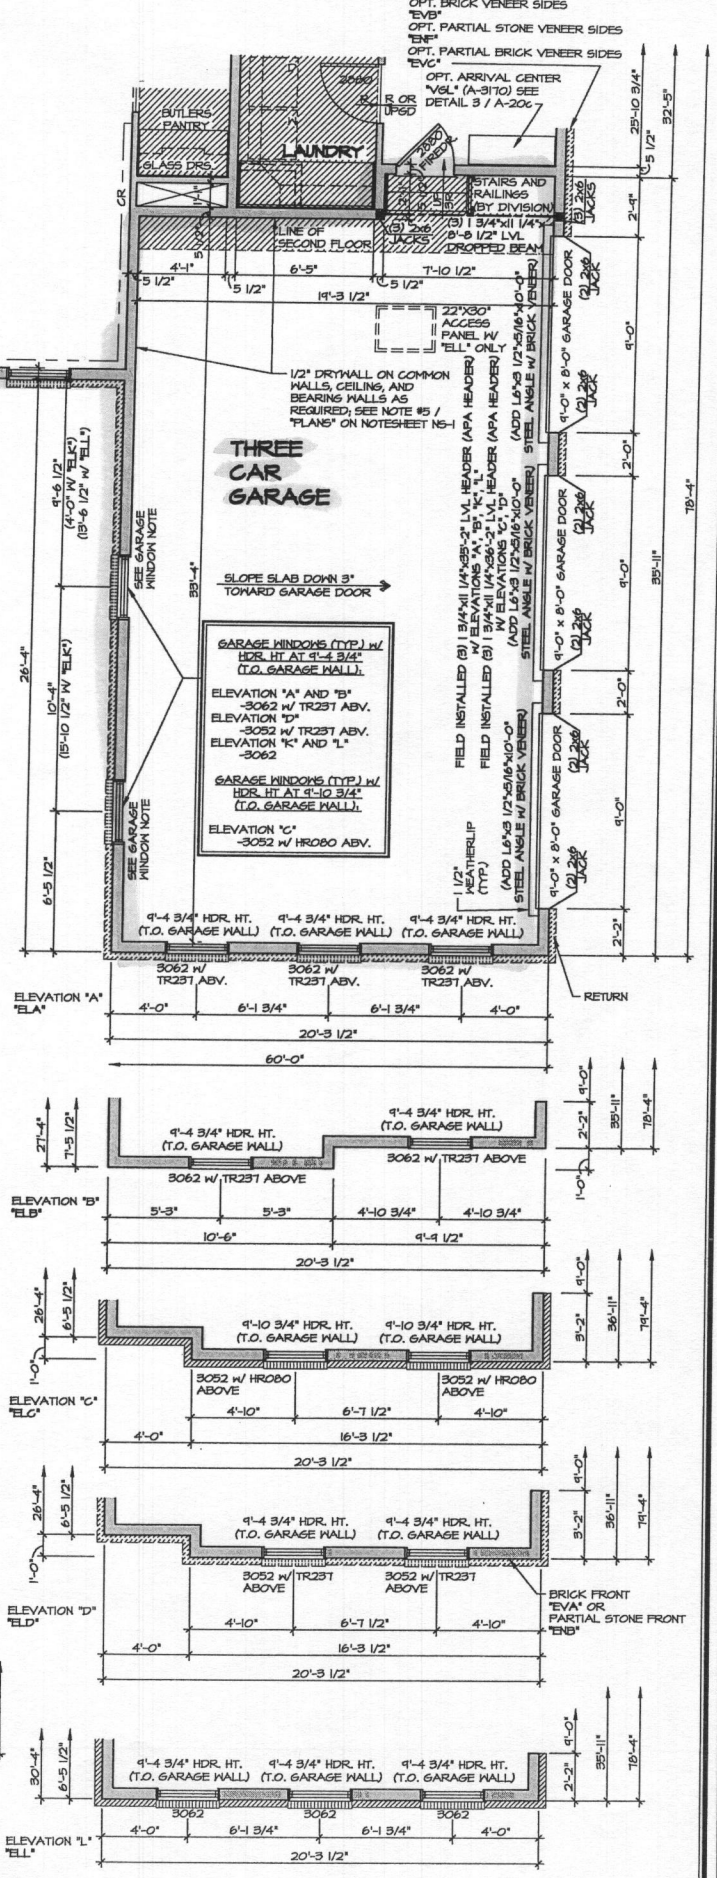 OPT. BRICK VENEER SIDES
"EVB"
OPT. PARTIAL STONE VENEER SIDES
"ENF"
OPT. PARTIAL BRICK VENEER SIDES
"EVC"
OPT. ARRIVAL CENTER
"VGL" (A-3170) SEE
DETAIL 3 / A-20c
25'-10 3/4"
32'-5"
5 1/2"
2'-9"
BUTLERS
PANTRY
GLASS DRS.
2880
R OR
UPGD
LAUNDRY
2880
FIREDR
UP
5R
STAIRS AND
RAILINGS
(BY DIVISION)
(3) 2x6
JACKS
(3) 1 3/4"x11 1/4"
8'-8 1/2" LVL
DROPPED BEAM
(3) 2x6
JACKS
CR
LINE OF
SECOND FLOOR
5 1/2"
4'-1"
6'-5"
7'-10 1/2"
5 1/2"
5 1/2"
5 1/2"
19'-3 1/2"
22"x30"
ACCESS
PANEL W/
"ELL" ONLY
1/2" DRYWALL ON COMMON
WALLS, CEILING, AND
BEARING WALLS AS
REQUIRED; SEE NOTE #5 /
"PLANS" ON NOTESHEET NS-1
THREE
CAR
GARAGE
SLOPE SLAB DOWN 3"
TOWARD GARAGE DOOR
33'-4"
SEE GARAGE
WINDOW NOTE
SEE GARAGE
WINDOW NOTE
9'-6 1/2"
(4'-0" W/ "ELK")
(13'-6 1/2" W/ "ELL")
10'-4"
(15'-10 1/2" W/ "ELK")
6'-5 1/2"
26'-4"
GARAGE WINDOWS (TYP.) W/
HDR. HT AT 9'-4 3/4"
(T.O. GARAGE WALL):
ELEVATION "A" AND "B"
-3062 W/ TR237 ABV.
ELEVATION "D"
-3052 W/ TR237 ABV.
ELEVATION "K" AND "L"
-3062
GARAGE WINDOWS (TYP.) W/
HDR. HT AT 9'-10 3/4"
(T.O. GARAGE WALL):
ELEVATION "C"
-3052 W/ HR080 ABV.
FIELD INSTALLED (3) 1 3/4"x11 1/4"x35'-2" LVL HEADER (APA HEADER)
W/ ELEVATIONS "A", "B", "K", "L"
FIELD INSTALLED (3) 1 3/4"x11 1/4"x36'-2" LVL HEADER (APA HEADER)
W/ ELEVATIONS "C", "D"
(ADD L6"x3 1/2"x5/16"x10'-0"
STEEL ANGLE W/ BRICK VENEER)
(ADD L6"x3 1/2"x5/16"x10'-0"
STEEL ANGLE W/ BRICK VENEER)
(ADD L6"x3 1/2"x5/16"x10'-0"
STEEL ANGLE W/ BRICK VENEER)
1 1/2"
WEATHERLIP
(TYP.)
9'-0" x 8'-0" GARAGE DOOR
9'-0" x 8'-0" GARAGE DOOR
9'-0" x 8'-0" GARAGE DOOR
(2) 2x6
JACK
(2) 2x6
JACK
(2) 2x6
JACK
(2) 2x6
JACK
(2) 2x6
JACK
(2) 2x6
JACK
9'-0"
2'-0"
9'-0"
2'-0"
9'-0"
2'-2"
35'-11"
78'-4"
9'-4 3/4" HDR. HT. 9'-4 3/4" HDR. HT. 9'-4 3/4" HDR. HT.
(T.O. GARAGE WALL) (T.O. GARAGE WALL) (T.O. GARAGE WALL)
3062 W/ 3062 W/ 3062 W/
TR237 ABV. TR237 ABV. TR237 ABV.
RETURN
ELEVATION "A"
"ELA"
4'-0" 6'-1 3/4" 6'-1 3/4" 4'-0"
20'-3 1/2"
60'-0"
27'-4"
7'-5 1/2"
9'-4 3/4" HDR. HT.
(T.O. GARAGE WALL)
9'-4 3/4" HDR. HT.
(T.O. GARAGE WALL)
3062 W/ TR237 ABOVE
3062 W/ TR237 ABOVE
9'-0"
2'-2"
1'-0"
35'-11"
78'-4"
ELEVATION "B"
"ELB"
5'-3" 5'-3" 4'-10 3/4" 4'-10 3/4"
10'-6" 9'-9 1/2"
20'-3 1/2"
26'-4"
6'-5 1/2"
1'-0"
9'-10 3/4" HDR. HT. 9'-10 3/4" HDR. HT.
(T.O. GARAGE WALL) (T.O. GARAGE WALL)
3052 W/ HR080 3052 W/ HR080
ABOVE ABOVE
9'-0"
3'-2"
36'-11"
79'-4"
ELEVATION "C"
"ELC"
4'-10" 6'-7 1/2" 4'-10"
4'-0" 16'-3 1/2"
20'-3 1/2"
26'-4"
6'-5 1/2"
1'-0"
9'-4 3/4" HDR. HT. 9'-4 3/4" HDR. HT.
(T.O. GARAGE WALL) (T.O. GARAGE WALL)
3052 W/ TR237 3052 W/ TR237
ABOVE ABOVE
9'-0"
3'-2"
36'-11"
79'-4"
BRICK FRONT
"EVA" OR
PARTIAL STONE FRONT
"ENB"
ELEVATION "D"
"ELD"
4'-10" 6'-7 1/2" 4'-10"
4'-0" 16'-3 1/2"
20'-3 1/2"
30'-4"
6'-5 1/2"
9'-4 3/4" HDR. HT. 9'-4 3/4" HDR. HT. 9'-4 3/4" HDR. HT.
(T.O. GARAGE WALL) (T.O. GARAGE WALL) (T.O. GARAGE WALL)
3062 3062 3062
9'-0"
2'-2"
35'-11"
78'-4"
ELEVATION "L"
"ELL"
4'-0" 6'-1 3/4" 6'-1 3/4" 4'-0"
20'-3 1/2"